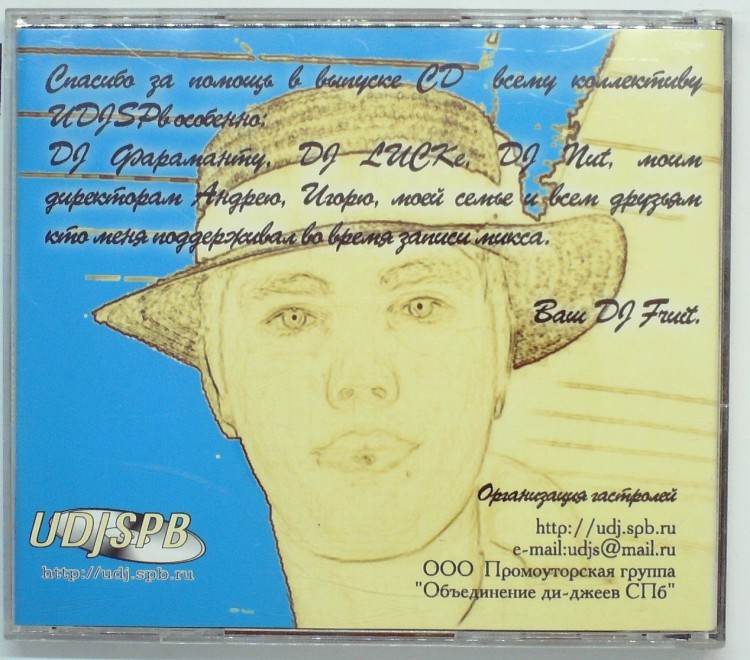 Спасибо за помощь в выпуске CD всему коллективу
UDJSPв особенно:
DJ Фараманту, DJ LUCKе, DJ Nut, моим
директорам Андрею, Игорю, моей семье и всем друзьям
кто меня поддерживал во время записи микса.
Ваш DJ Fruit.
Организация гастролей
http://udj.spb.ru
e-mail:udjs@mail.ru
ООО Промоуторская группа
"Объединение ди-джеев СПб"
UDJSPB
http://udj.spb.ru